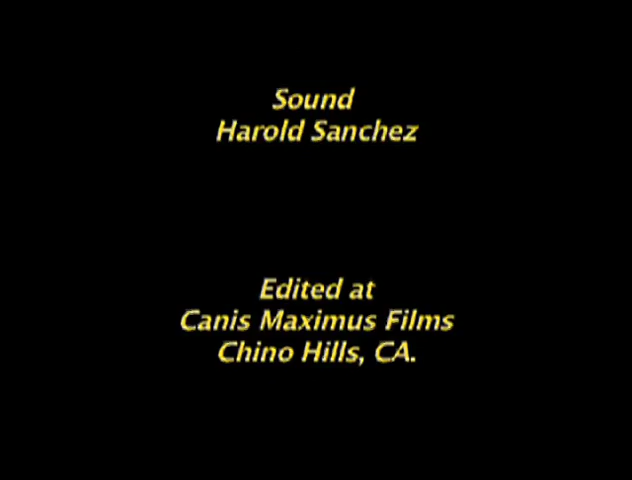 Sound
Harold Sanchez
Edited at
Canis Maximus Films
Chino Hills, CA.